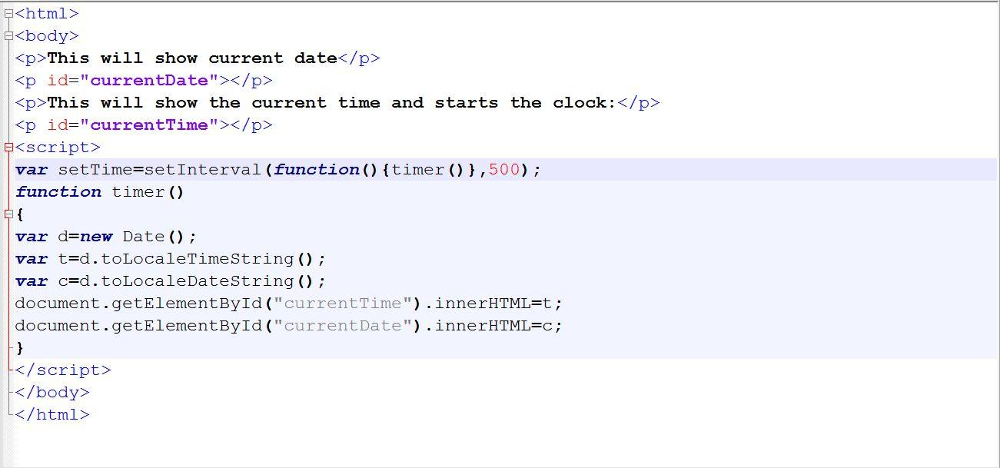 <html>
<body>
<p>This will show current date</p>
<p id="currentDate"></p>
<p>This will show the current time and starts the clock:</p>
<p id="currentTime"></p>
<script>
var setTime=setInterval(function(){timer()},500);
function timer()
{
var d=new Date();
var t=d.toLocaleTimeString();
var c=d.toLocaleDateString();
document.getElementById("currentTime").innerHTML=t;
document.getElementById("currentDate").innerHTML=c;
}
</script>
</body>
</html>